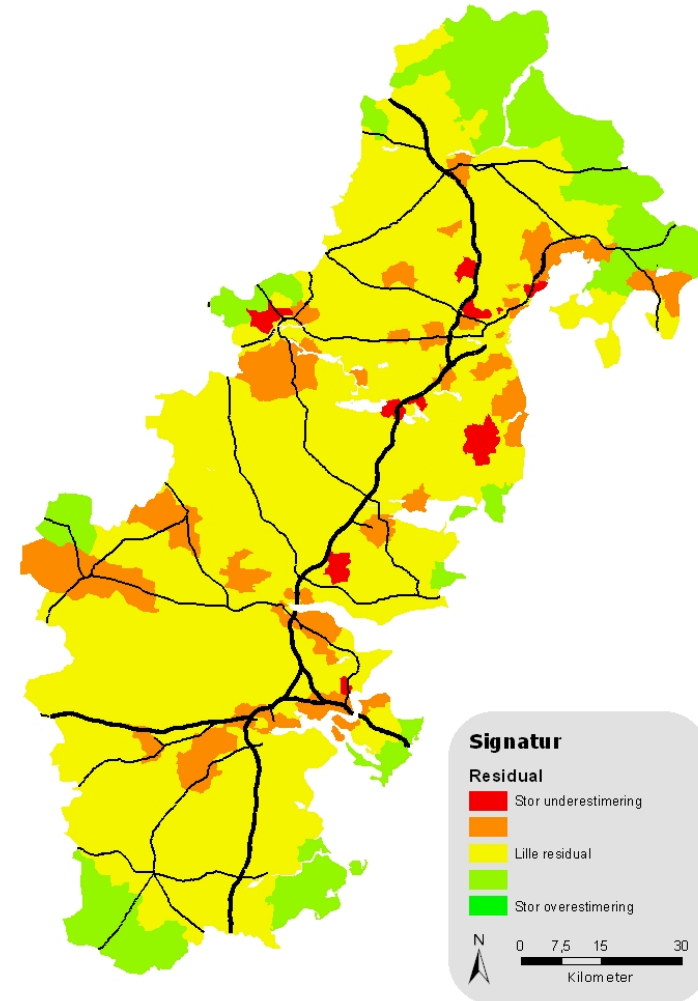 Signatur
Residual
Stor underestimering
Lille residual
Stor overestimering
N
0 7,5 15 30
Kilometer